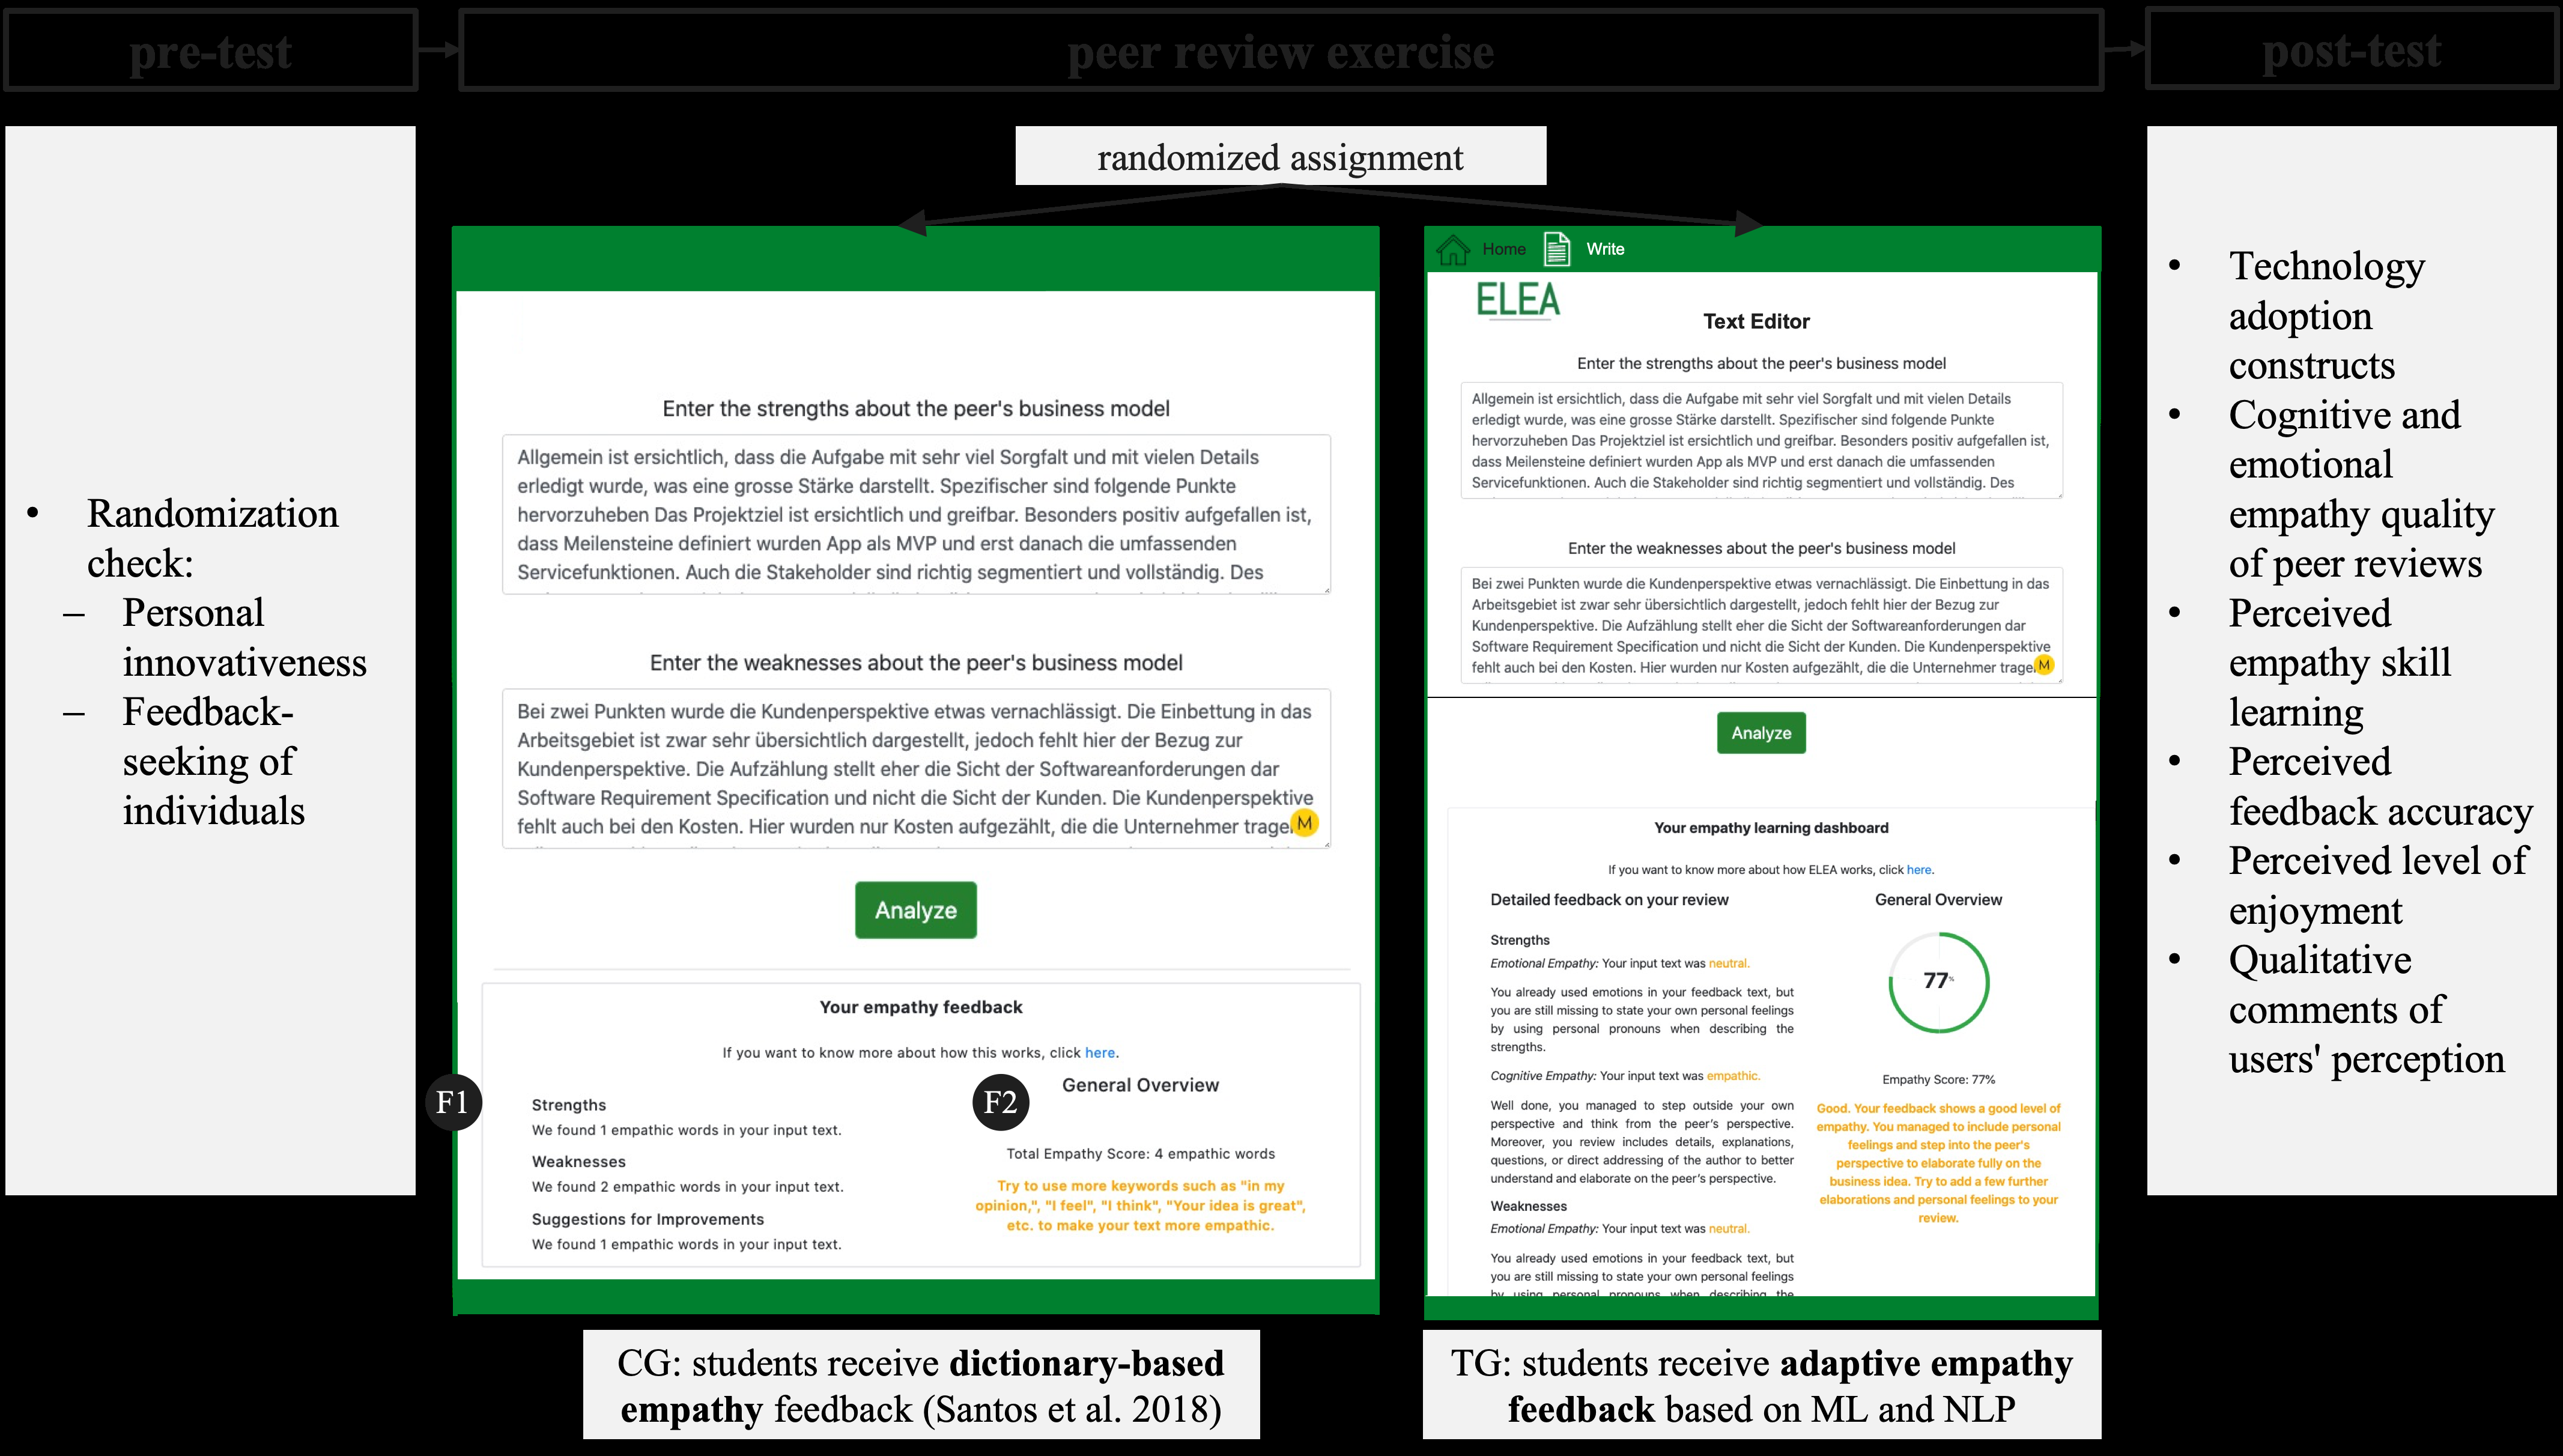 pre-test
peer review exercise
post-test
randomized assignment
• Randomization
check:
– Personal
innovativeness
– Feedback-
seeking of
individuals
Enter the strengths about the peer's business model
Allgemein ist ersichtlich, dass die Aufgabe mit sehr viel Sorgfalt und mit vielen Details
erledigt wurde, was eine grosse Stärke darstellt. Spezifischer sind folgende Punkte
hervorzuheben Das Projektziel ist ersichtlich und greifbar. Besonders positiv aufgefallen ist,
dass Meilensteine definiert wurden App als MVP und erst danach die umfassenden
Servicefunktionen. Auch die Stakeholder sind richtig segmentiert und vollständig. Des
Enter the weaknesses about the peer's business model
Bei zwei Punkten wurde die Kundenperspektive etwas vernachlässigt. Die Einbettung in das
Arbeitsgebiet ist zwar sehr übersichtlich dargestellt, jedoch fehlt hier der Bezug zur
Kundenperspektive. Die Aufzählung stellt eher die Sicht der Softwareanforderungen dar
Software Requirement Specification und nicht die Sicht der Kunden. Die Kundenperspektive
fehlt auch bei den Kosten. Hier wurden nur Kosten aufgezählt, die die Unternehmer trage
M
Analyze
Your empathy feedback
If you want to know more about how this works, click here.
F1
Strengths
We found 1 empathic words in your input text.
Weaknesses
We found 2 empathic words in your input text.
Suggestions for Improvements
We found 1 empathic words in your input text.
F2
General Overview
Total Empathy Score: 4 empathic words
Try to use more keywords such as "in my
opinion,", "I feel", "I think", "Your idea is great",
etc. to make your text more empathic.
CG: students receive dictionary-based
empathy feedback (Santos et al. 2018)
Home Write
ELEA
Text Editor
Enter the strengths about the peer's business model
Allgemein ist ersichtlich, dass die Aufgabe mit sehr viel Sorgfalt und mit vielen Details
erledigt wurde, was eine grosse Stärke darstellt. Spezifischer sind folgende Punkte
hervorzuheben Das Projektziel ist ersichtlich und greifbar. Besonders positiv aufgefallen ist,
dass Meilensteine definiert wurden App als MVP und erst danach die umfassenden
Servicefunktionen. Auch die Stakeholder sind richtig segmentiert und vollständig. Des
Enter the weaknesses about the peer's business model
Bei zwei Punkten wurde die Kundenperspektive etwas vernachlässigt. Die Einbettung in das
Arbeitsgebiet ist zwar sehr übersichtlich dargestellt, jedoch fehlt hier der Bezug zur
Kundenperspektive. Die Aufzählung stellt eher die Sicht der Softwareanforderungen dar
Software Requirement Specification und nicht die Sicht der Kunden. Die Kundenperspektive
fehlt auch bei den Kosten. Hier wurden nur Kosten aufgezählt, die die Unternehmer trage
M
Analyze
Your empathy learning dashboard
If you want to know more about how ELEA works, click here.
Detailed feedback on your review
Strengths
Emotional Empathy: Your input text was neutral.
You already used emotions in your feedback text, but
you are still missing to state your own personal feelings
by using personal pronouns when describing the
strengths.
Cognitive Empathy: Your input text was empathic.
Well done, you managed to step outside your own
perspective and think from the peer's perspective.
Moreover, you review includes details, explanations,
questions, or direct addressing of the author to better
understand and elaborate on the peer's perspective.
Weaknesses
Emotional Empathy: Your input text was neutral.
You already used emotions in your feedback text, but
you are still missing to state your own personal feelings
by using personal pronouns when describing the
General Overview
77%
Empathy Score: 77%
Good. Your feedback shows a good level of
empathy. You managed to include personal
feelings and step into the peer's
perspective to elaborate fully on the
business idea. Try to add a few further
elaborations and personal feelings to your
review.
TG: students receive adaptive empathy
feedback based on ML and NLP
• Technology
adoption
constructs
• Cognitive and
emotional
empathy quality
of peer reviews
• Perceived
empathy skill
learning
• Perceived
feedback accuracy
• Perceived level of
enjoyment
• Qualitative
comments of
users' perception